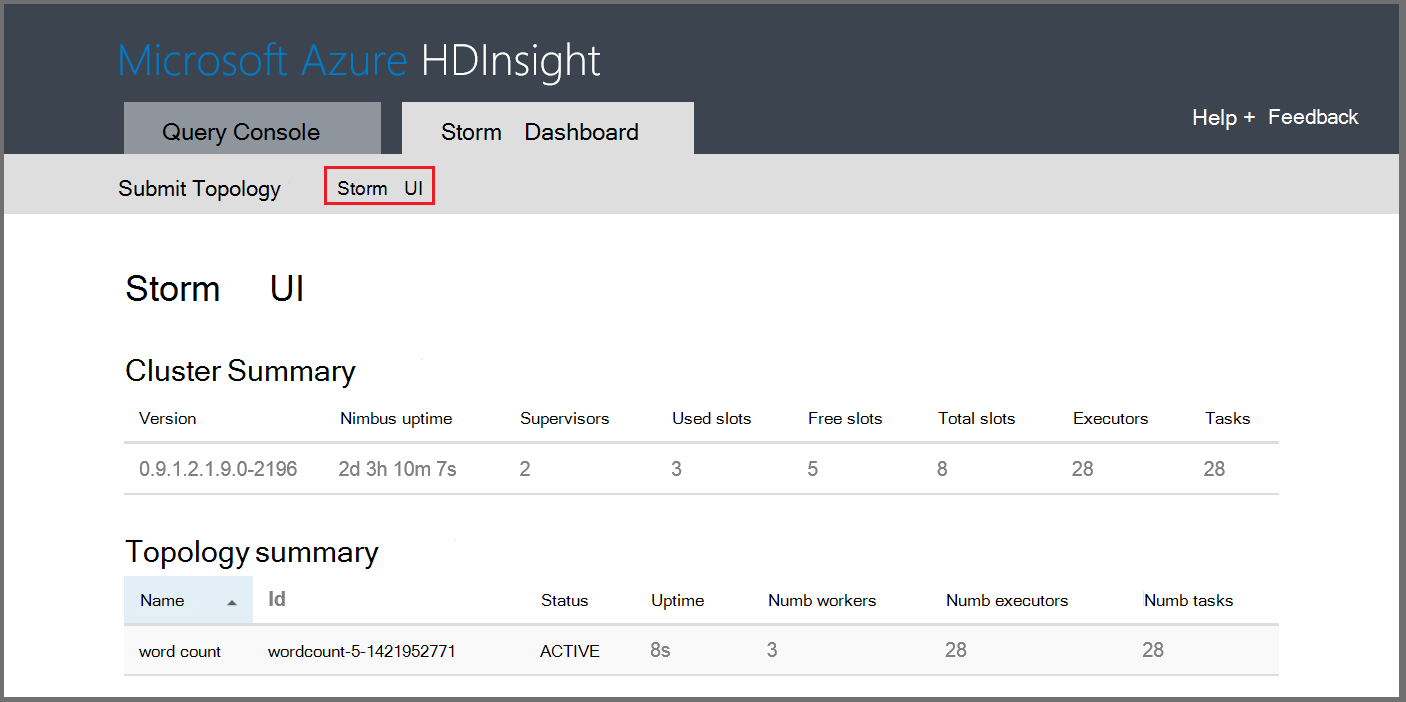 Microsoft Azure HDInsight
Query Console Storm Dashboard Help + Feedback
Submit Topology Storm UI
Storm UI
Cluster Summary
Version Nimbus uptime Supervisors Used slots Free slots Total slots Executors Tasks
0.9.1.2.1.9.0-2196 2d 3h 10m 7s 2 3 5 8 28 28
Topology summary
Name Id Status Uptime Numb workers Numb executors Numb tasks
word count wordcount-5-1421952771 ACTIVE 8s 3 28 28